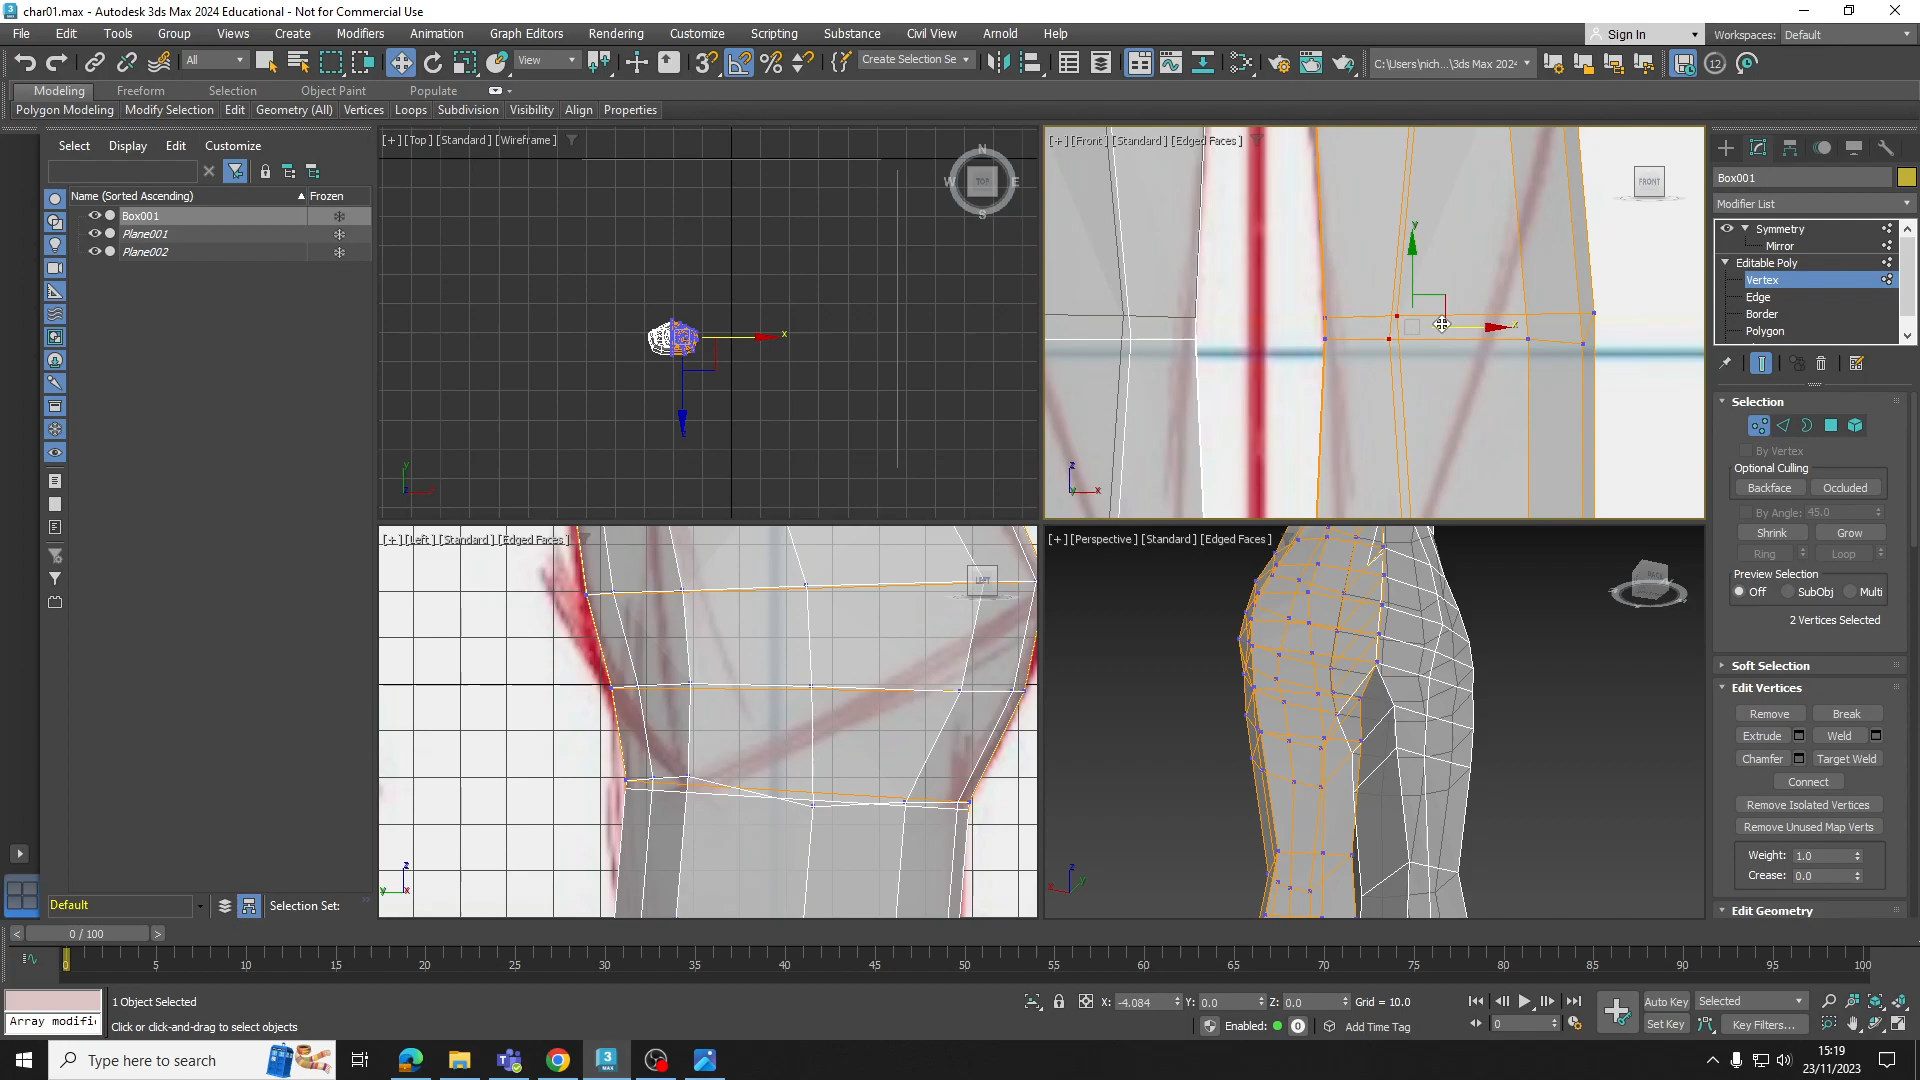 char01.max - Autodesk 3ds Max 2024 Educational - Not for Commercial Use
File Edit Tools Group Views Create Modifiers Animation Graph Editors Rendering Customize Scripting Substance Civil View Arnold Help
Sign In Workspaces: Default
All View Create Selection Se C:\Users\nich...\3ds Max 2024 12
Modeling Freeform Selection Object Paint Populate
Polygon Modeling Modify Selection Edit Geometry (All) Vertices Loops Subdivision Visibility Align Properties
Select Display Edit Customize
Name (Sorted Ascending) Frozen
Box001
Plane001
Plane002
[+] [Top] [Standard] [Wireframe]
N
W TOP E
S
x
y
[+] [Front] [Standard] [Edged Faces]
FRONT
y
x
z
y x
[+] [Left] [Standard] [Edged Faces]
LEFT
z
y x
[+] [Perspective] [Standard] [Edged Faces]
BACK
z
x y
Box001
Modifier List
Symmetry
Mirror
Editable Poly
Vertex
Edge
Border
Polygon
Selection
By Vertex
Optional Culling
Backface Occluded
By Angle: 45.0
Shrink Grow
Ring Loop
Preview Selection
Off SubObj Multi
2 Vertices Selected
Soft Selection
Edit Vertices
Remove Break
Extrude Weld
Chamfer Target Weld
Connect
Remove Isolated Vertices
Remove Unused Map Verts
Weight: 1.0
Crease: 0.0
Edit Geometry
Default Selection Set:
< 0 / 100 >
0 5 10 15 20 25 30 35 40 45 50 55 60 65 70 75 80 85 90 95 100
1 Object Selected X: -4.084 Y: 0.0 Z: 0.0 Grid = 10.0 Auto Key Selected
Array modifi Click or click-and-drag to select objects Enabled: 0 Add Time Tag 0 Set Key Key Filters...
Type here to search
15:19
23/11/2023